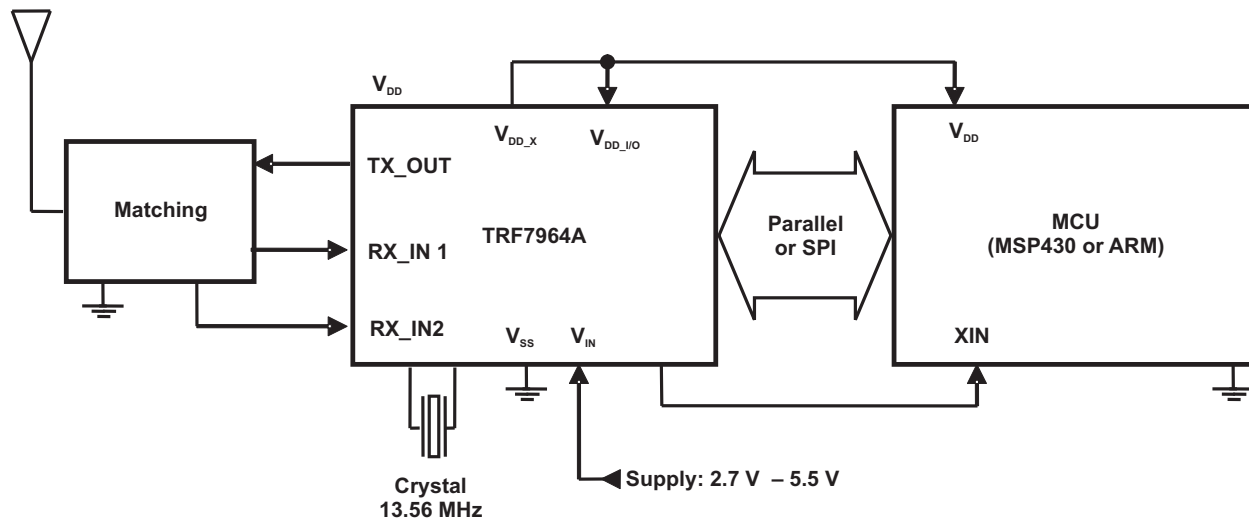 V_DD
V_DD_X
V_DD_I/O
V_DD
TX_OUT
Matching
TRF7964A
Parallel
or SPI
MCU
(MSP430 or ARM)
RX_IN 1
RX_IN2
V_SS
V_IN
XIN
Supply: 2.7 V – 5.5 V
Crystal
13.56 MHz